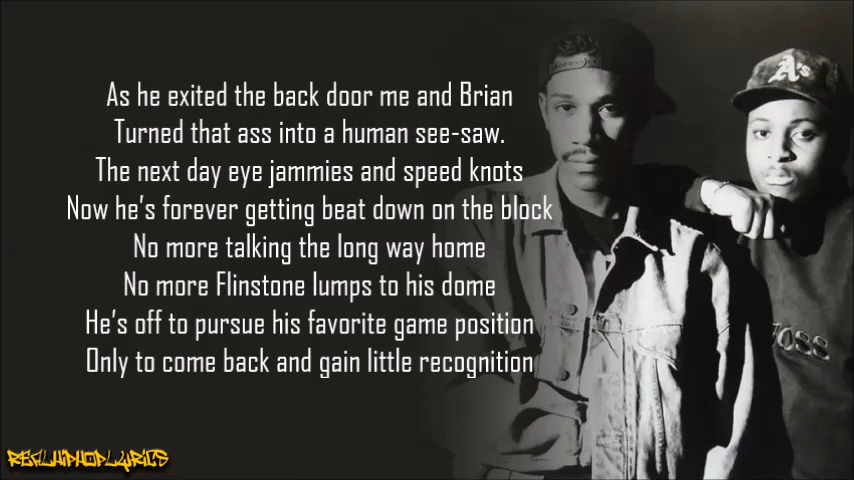 As he exited the back door me and Brian
Turned that ass into a human see-saw.
The next day eye jammies and speed knots
Now he's forever getting beat down on the block
No more talking the long way home
No more Flinstone lumps to his dome
He's off to pursue his favorite game position
Only to come back and gain little recognition
A's
BOSS
REALHIPHOPLYRICS